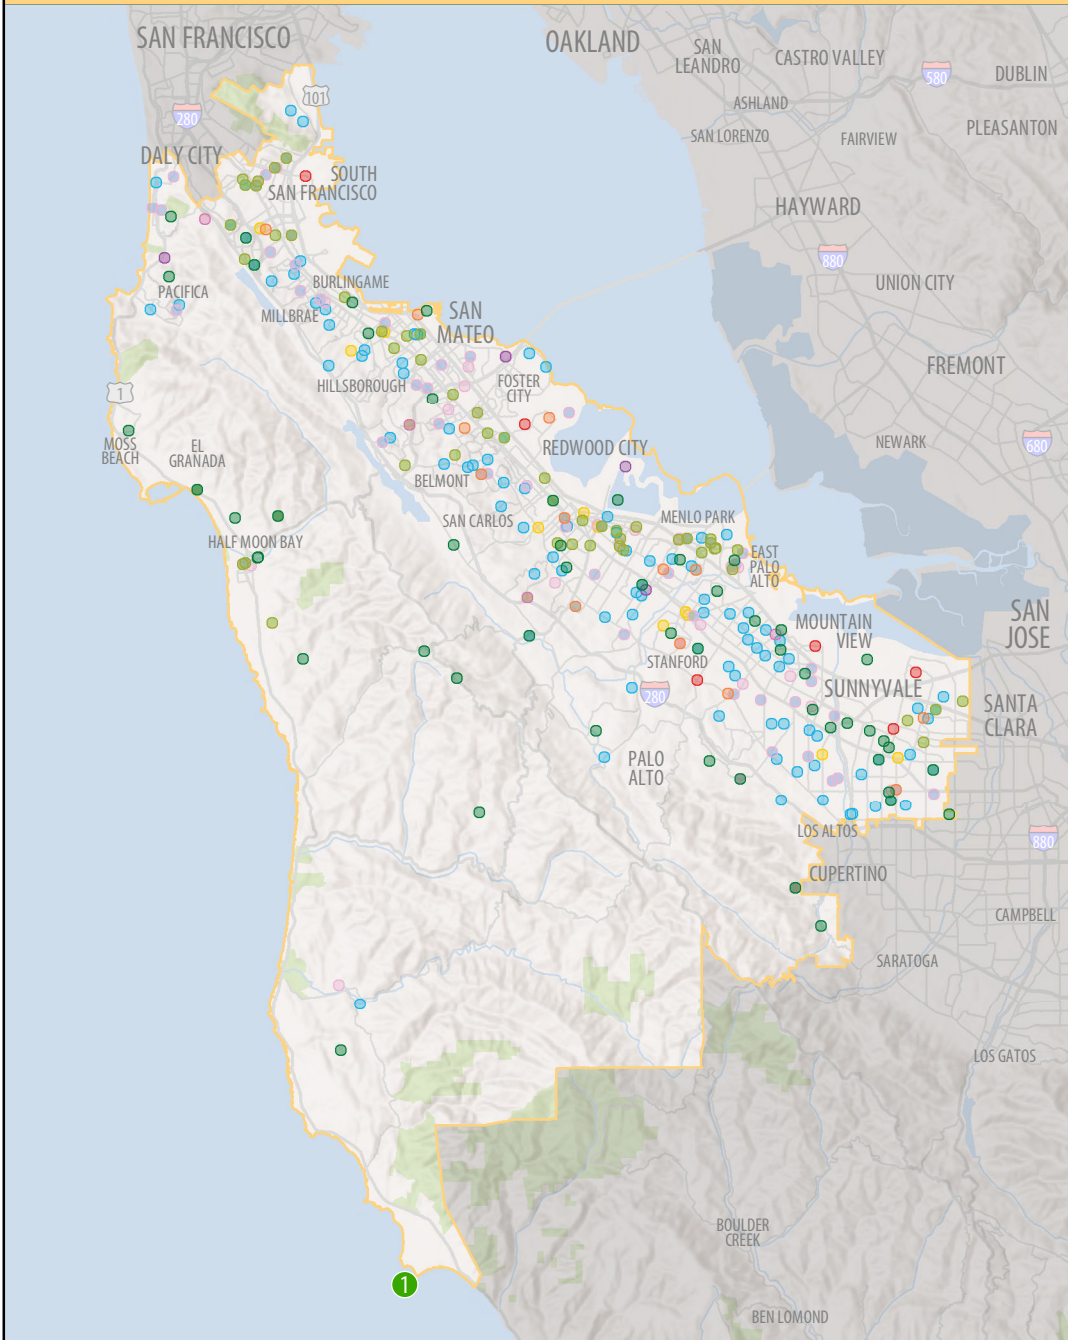 SAN FRANCISCO
OAKLAND
SAN
LEANDRO
CASTRO VALLEY
580
DUBLIN
101
280
ASHLAND
SAN LORENZO
FAIRVIEW
PLEASANTON
DALY CITY
SOUTH
SAN FRANCISCO
HAYWARD
880
UNION CITY
PACIFICA
BURLINGAME
MILLBRAE
SAN
MATEO
HILLSBOROUGH
FOSTER
CITY
FREMONT
1
MOSS
BEACH
EL
GRANADA
REDWOOD CITY
NEWARK
680
BELMONT
SAN CARLOS
MENLO PARK
HALF MOON BAY
EAST
PALO
ALTO
MOUNTAIN
VIEW
SAN
JOSE
STANFORD
280
SUNNYVALE
SANTA
CLARA
PALO
ALTO
LOS ALTOS
880
CUPERTINO
CAMPBELL
SARATOGA
LOS GATOS
BOULDER
CREEK
1
BEN LOMOND